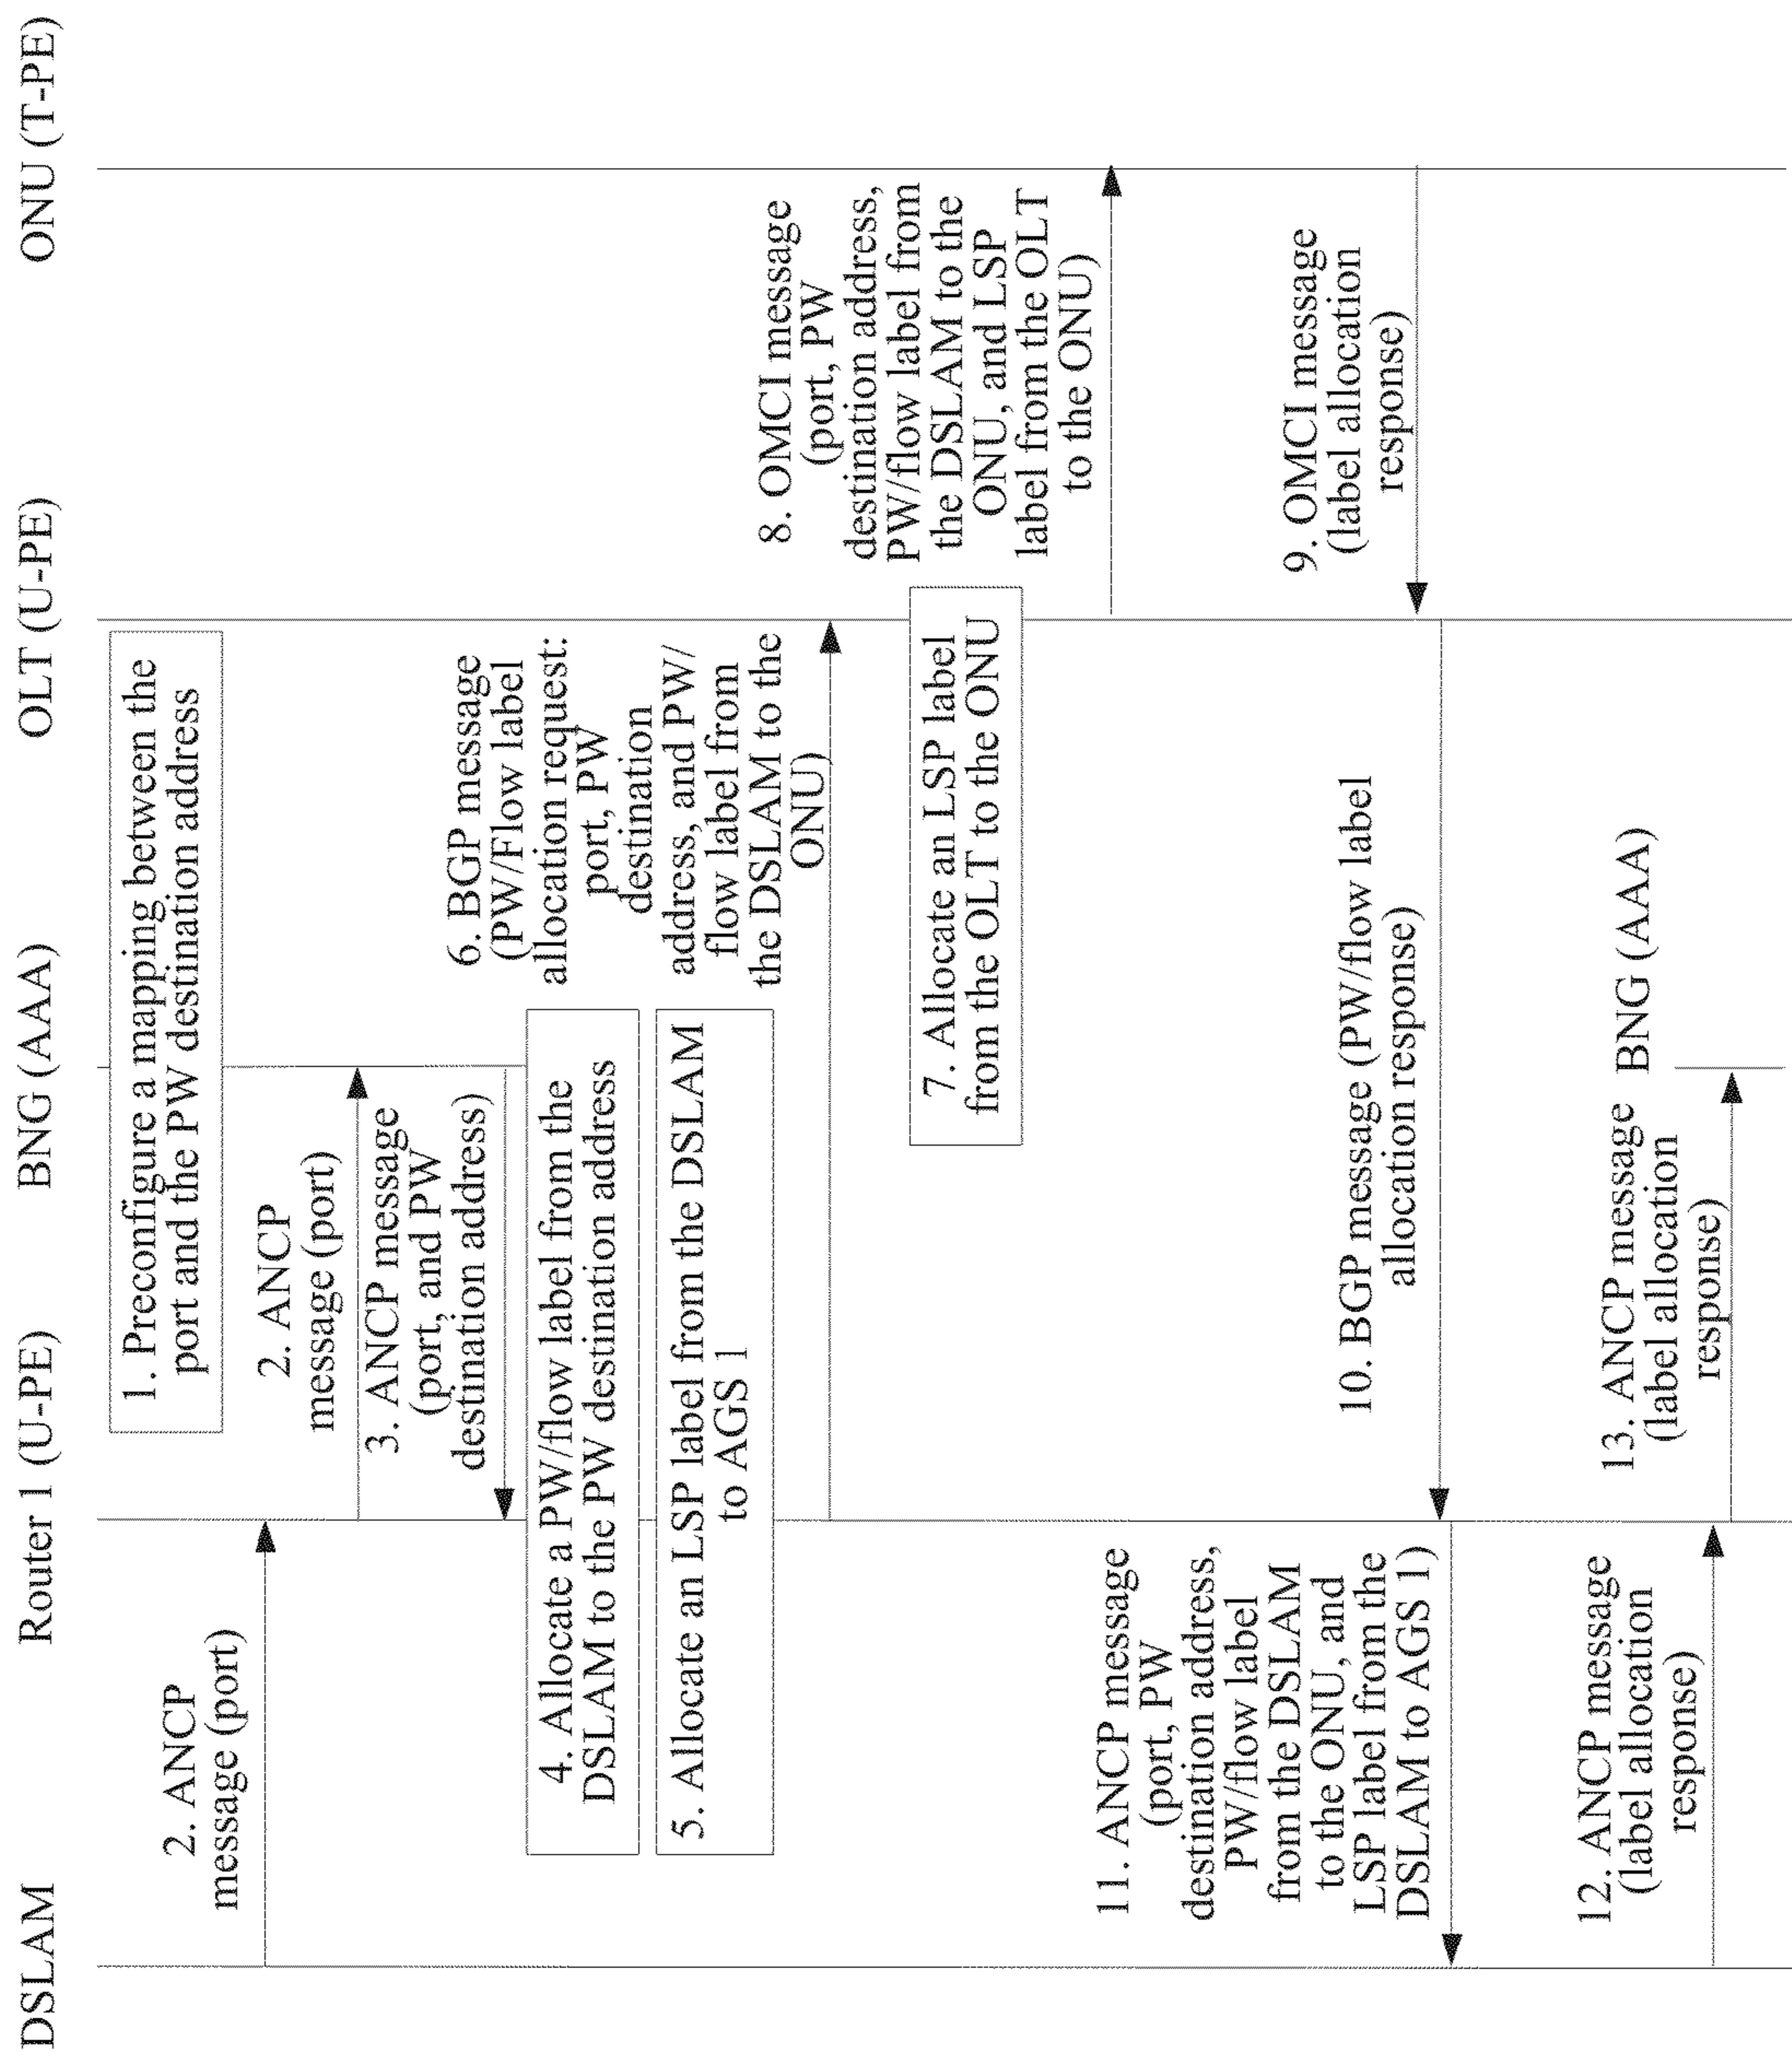 DSLAM
Router 1 (U-PE)
BNG (AAA)
OLT (U-PE)
ONU (T-PE)
1. Preconfigure a mapping between the
port and the PW destination address
2. ANCP
message (port)
2. ANCP
message (port)
3. ANCP message
(port, and PW
destination address)
4. Allocate a PW/flow label from the
DSLAM to the PW destination address
5. Allocate an LSP label from the DSLAM
to AGS 1
6. BGP message
(PW/Flow label
allocation request:
port, PW
destination
address, and PW/
flow label from
the DSLAM to the
ONU)
7. Allocate an LSP label
from the OLT to the ONU
8. OMCI message
(port, PW
destination address,
PW/flow label from
the DSLAM to the
ONU, and LSP
label from the OLT
to the ONU)
9. OMCI message
(label allocation
response)
10. BGP message (PW/flow label
allocation response)
11. ANCP message
(port, PW
destination address,
PW/flow label
from the DSLAM
to the ONU, and
LSP label from the
DSLAM to AGS 1)
12. ANCP message
(label allocation
response)
13. ANCP message
(label allocation
response)
BNG (AAA)